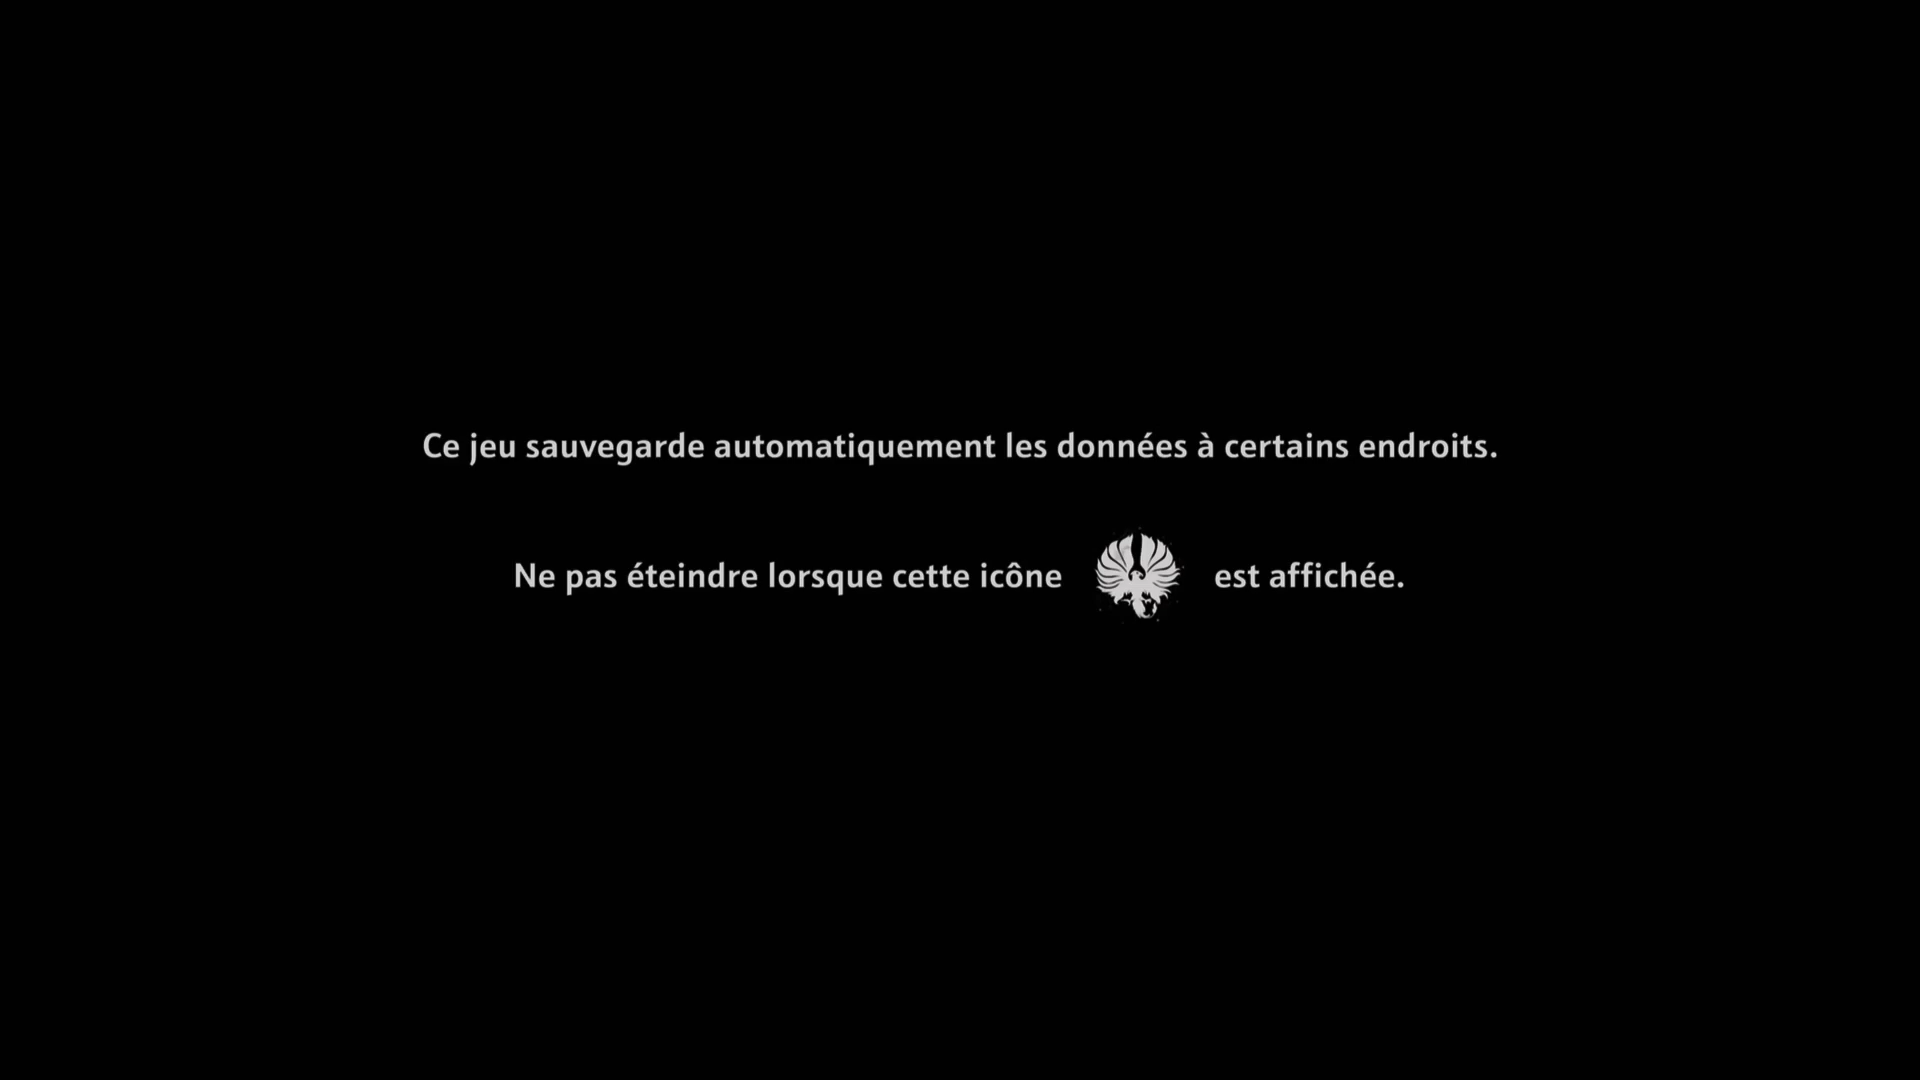 Ce jeu sauvegarde automatiquement les données à certains endroits.
Ne pas éteindre lorsque cette icône est affichée.